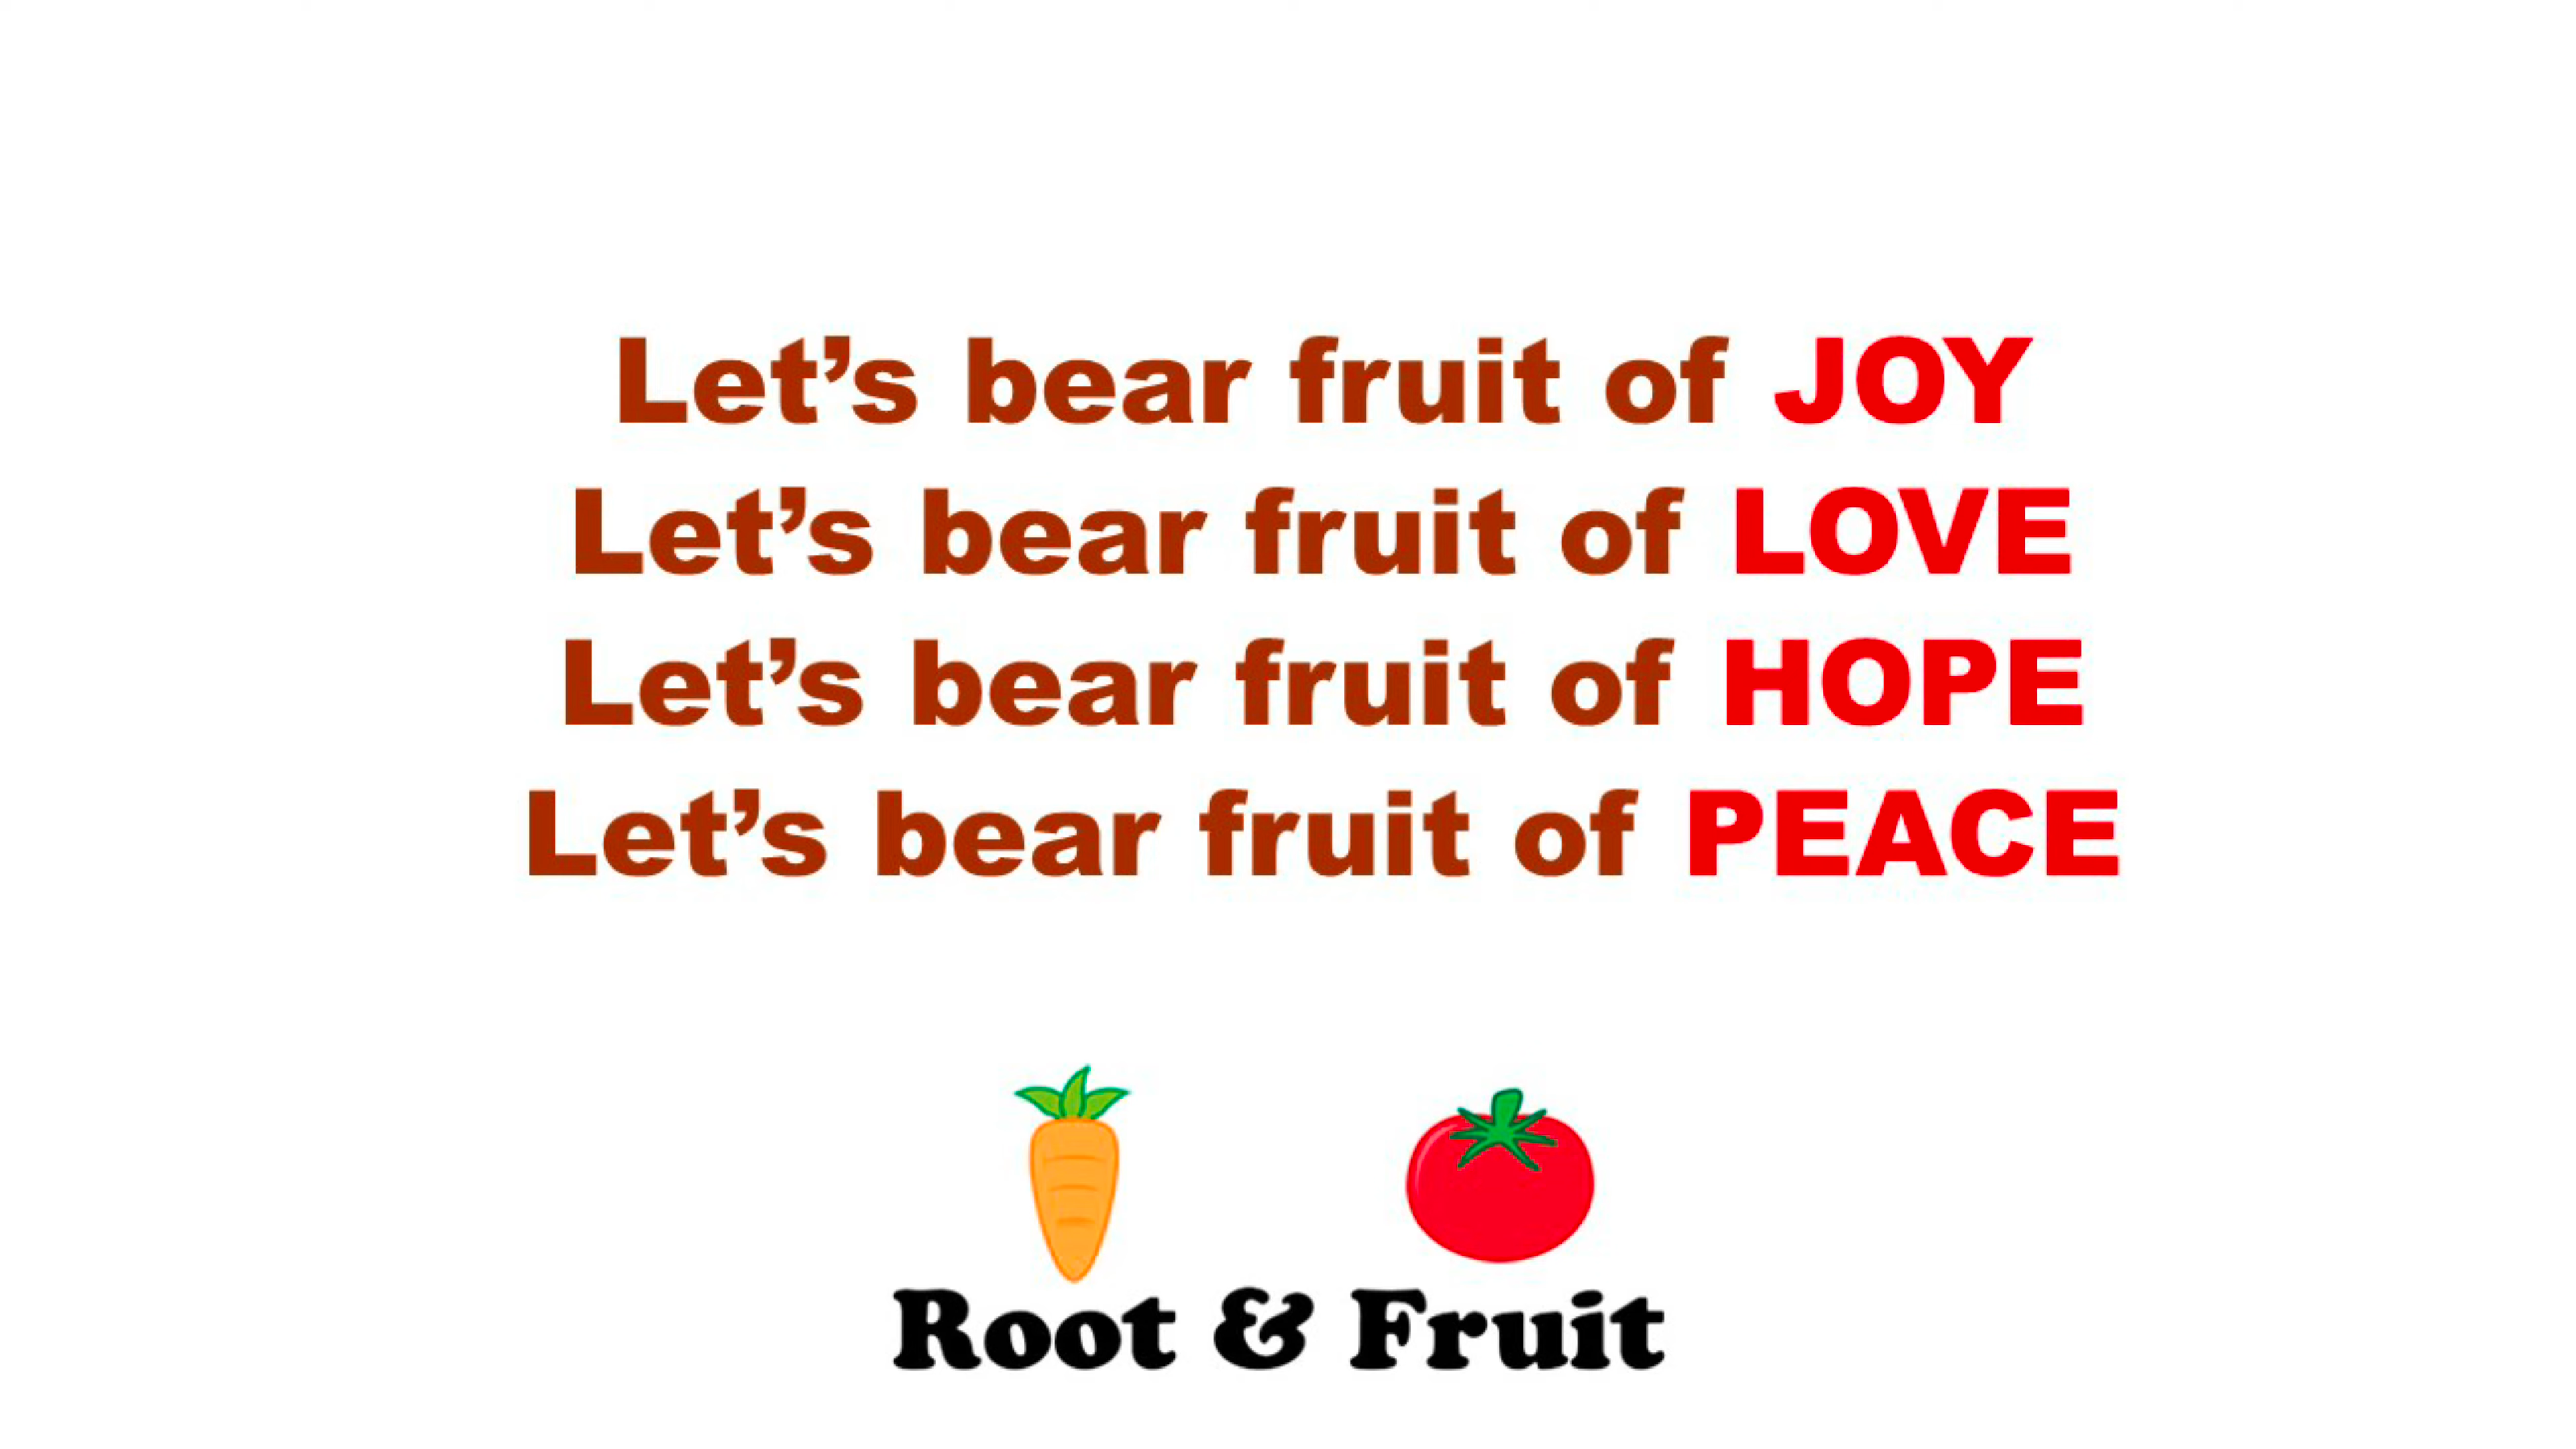 Let’s bear fruit of JOY
Let’s bear fruit of LOVE
Let’s bear fruit of HOPE
Let’s bear fruit of PEACE
Root & Fruit